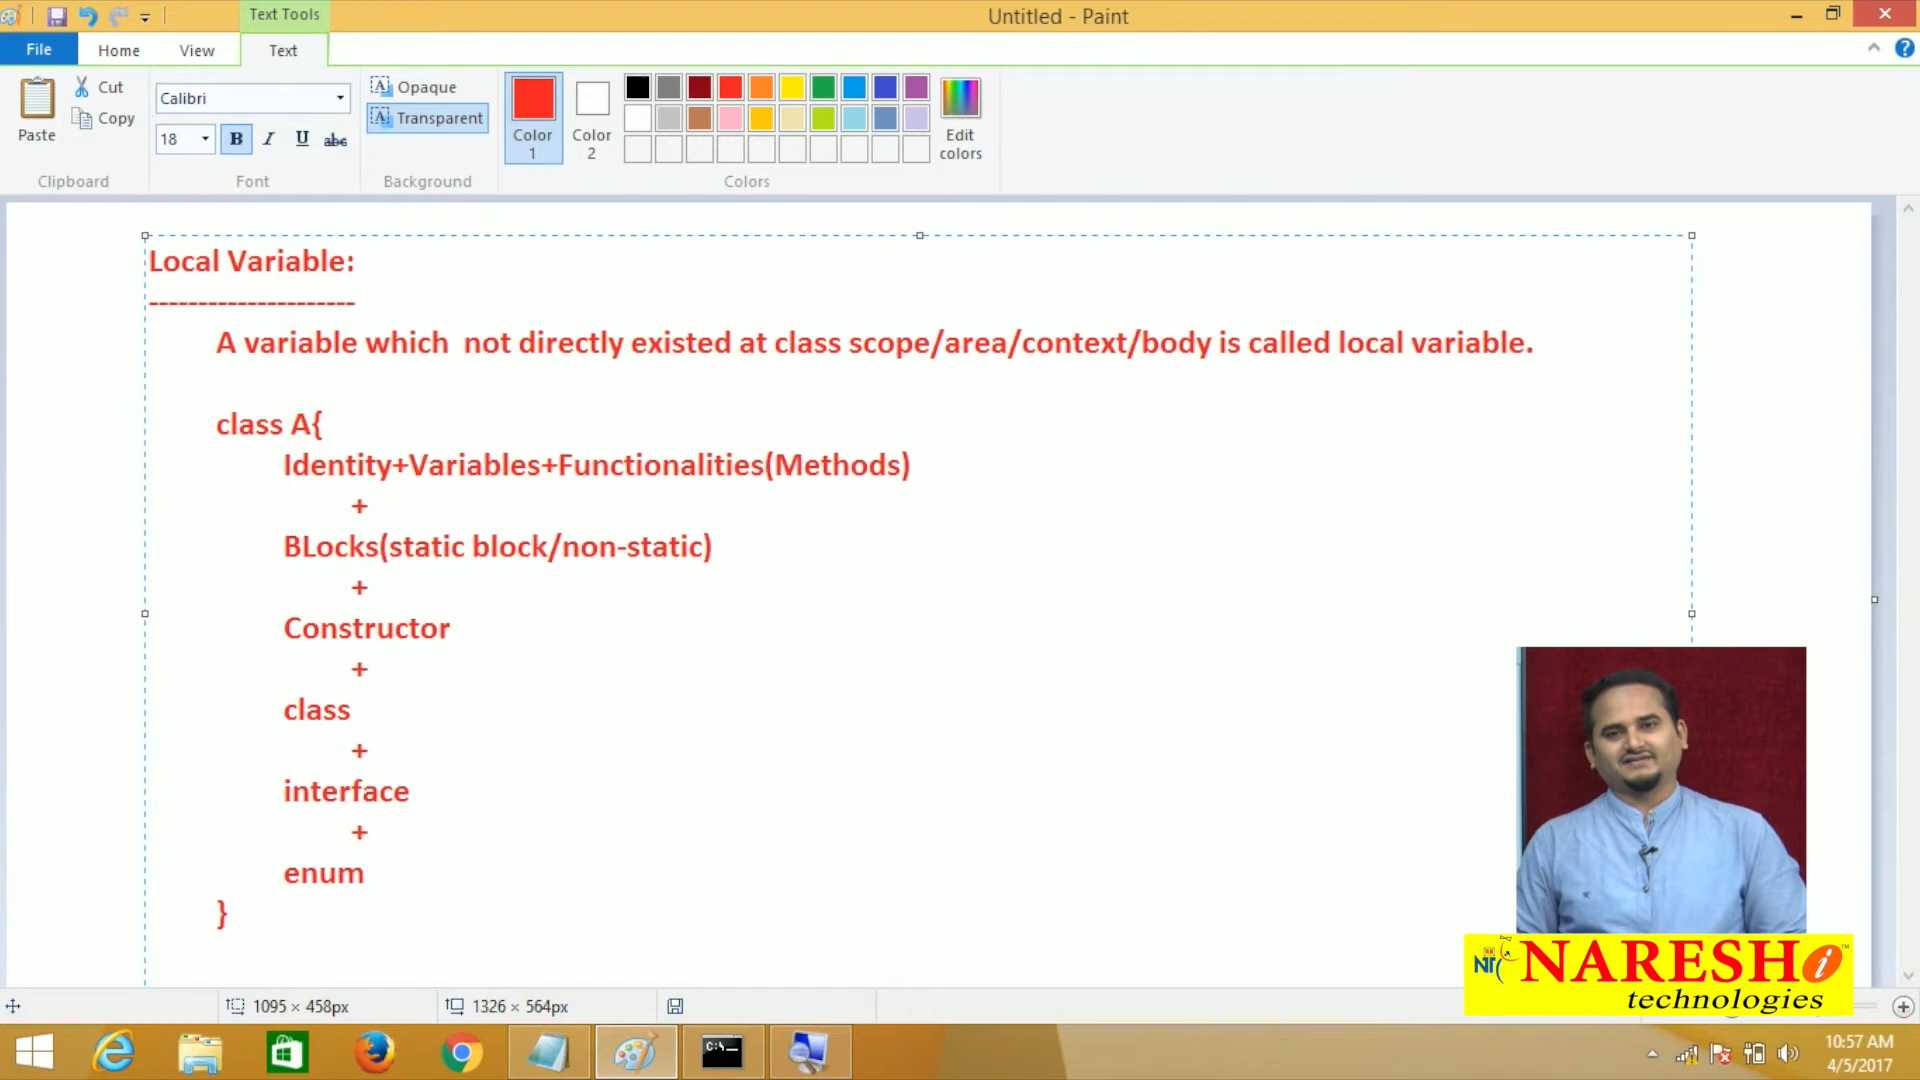 Text Tools
Untitled - Paint
File
Home
View
Text
Paste
Cut
Copy
Clipboard
Calibri
18
B
I
U
abc
Font
Opaque
Transparent
Background
Color 1
Color 2
Edit colors
Colors
Local Variable:
---------------------
A variable which  not directly existed at class scope/area/context/body is called local variable.
class A{
Identity+Variables+Functionalities(Methods)
+
BLocks(static block/non-static)
+
Constructor
+
class
+
interface
+
enum
}
NT
NARESH i
technologies
1095 × 458px
1326 × 564px
C:\
10:57 AM
4/5/2017